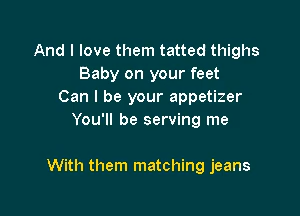 And I love them tatted thighs
Baby on your feet
Can I be your appetizer
You'll be serving me
With them matching jeans